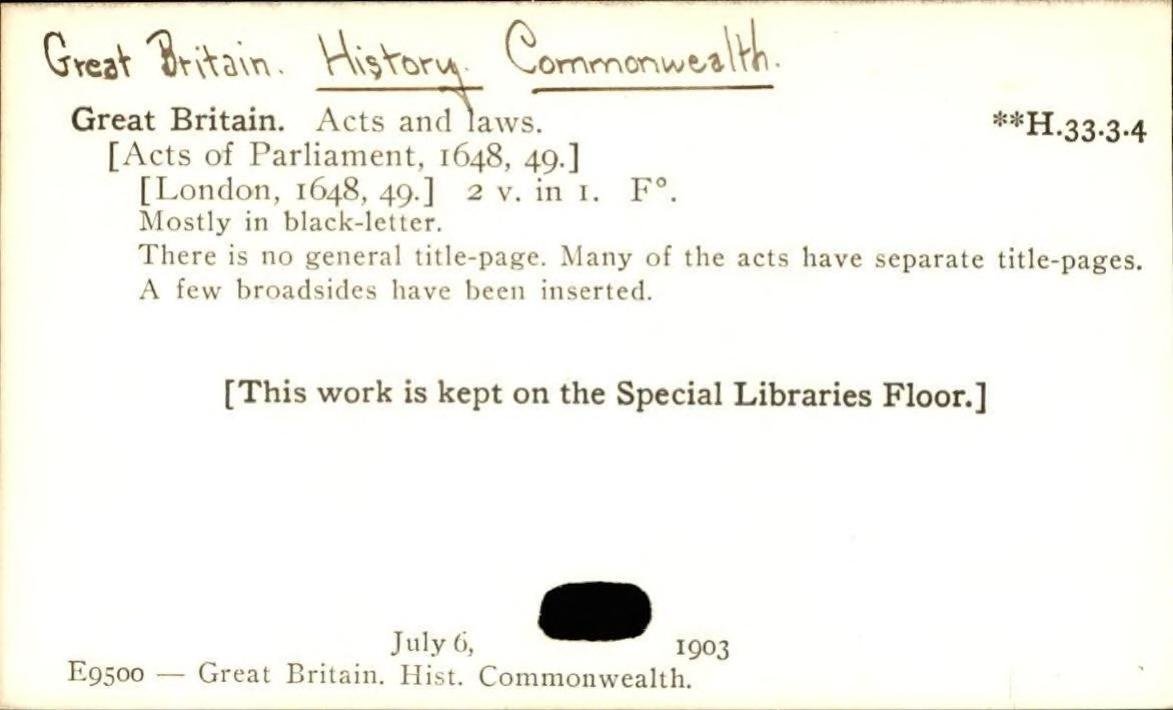 Great Britain. History. Commonwealth.
Great Britain. Acts and laws. **H.33.3.4
[Acts of Parliament, 1648, 49.]
[London, 1648, 49.] 2 v. in 1. F°.
Mostly in black-letter.
There is no general title-page. Many of the acts have separate title-pages.
A few broadsides have been inserted.
[This work is kept on the Special Libraries Floor.]
July 6, 1903
E9500 — Great Britain. Hist. Commonwealth.